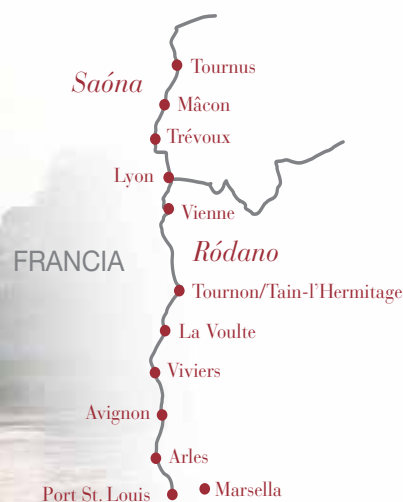 Tournus
Saóna
Mâcon
Trévoux
Lyon
Vienne
FRANCIA
Ródano
Tournon/Tain-l'Hermitage
La Voulte
Viviers
Avignon
Arles
Port St. Louis
Marsella